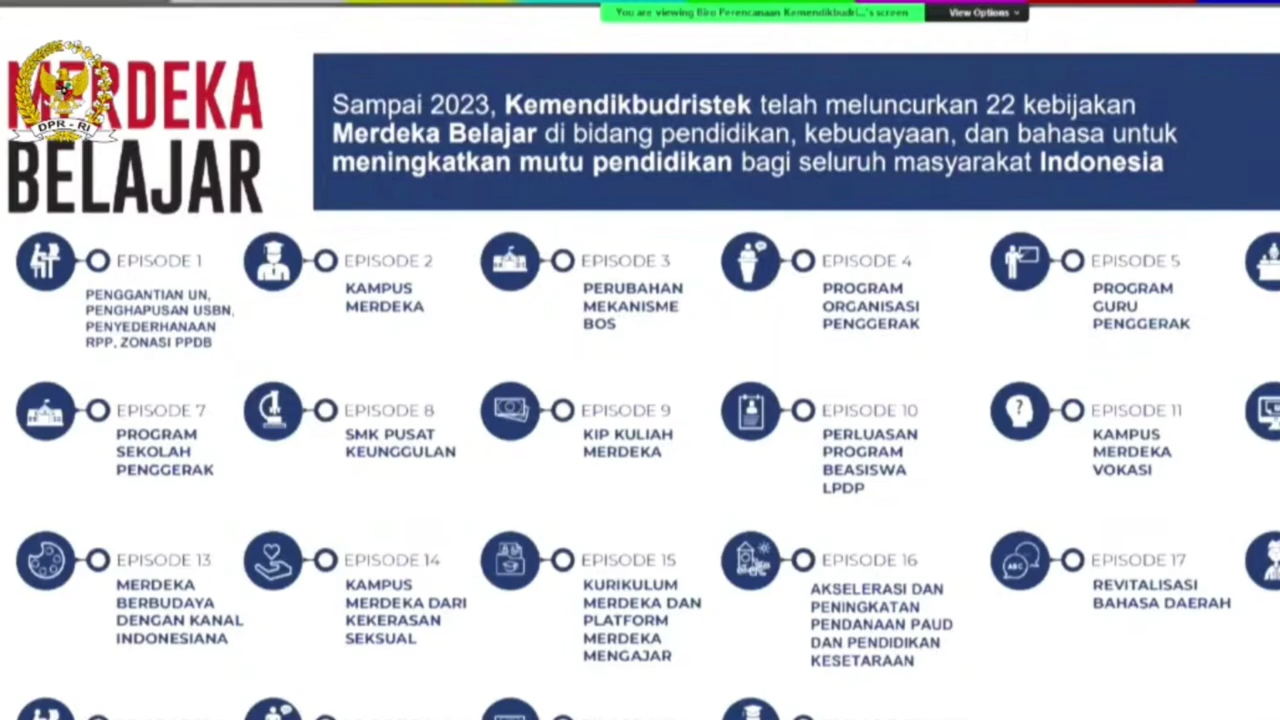 You are viewing Biro Perencanaan Kemendikbudri...'s screen
View Options
MERDEKA
BELAJAR
DPR - RI
Sampai 2023, Kemendikbudristek telah meluncurkan 22 kebijakan
Merdeka Belajar di bidang pendidikan, kebudayaan, dan bahasa untuk
meningkatkan mutu pendidikan bagi seluruh masyarakat Indonesia
EPISODE 1
PENGGANTIAN UN,
PENGHAPUSAN USBN,
PENYEDERHANAAN
RPP, ZONASI PPDB
EPISODE 2
KAMPUS
MERDEKA
EPISODE 3
PERUBAHAN
MEKANISME
BOS
EPISODE 4
PROGRAM
ORGANISASI
PENGGERAK
EPISODE 5
PROGRAM
GURU
PENGGERAK
EPISODE 7
PROGRAM
SEKOLAH
PENGGERAK
EPISODE 8
SMK PUSAT
KEUNGGULAN
EPISODE 9
KIP KULIAH
MERDEKA
EPISODE 10
PERLUASAN
PROGRAM
BEASISWA
LPDP
EPISODE 11
KAMPUS
MERDEKA
VOKASI
EPISODE 13
MERDEKA
BERBUDAYA
DENGAN KANAL
INDONESIANA
EPISODE 14
KAMPUS
MERDEKA DARI
KEKERASAN
SEKSUAL
EPISODE 15
KURIKULUM
MERDEKA DAN
PLATFORM
MERDEKA
MENGAJAR
EPISODE 16
AKSELERASI DAN
PENINGKATAN
PENDANAAN PAUD
DAN PENDIDIKAN
KESETARAAN
EPISODE 17
REVITALISASI
BAHASA DAERAH
ABC